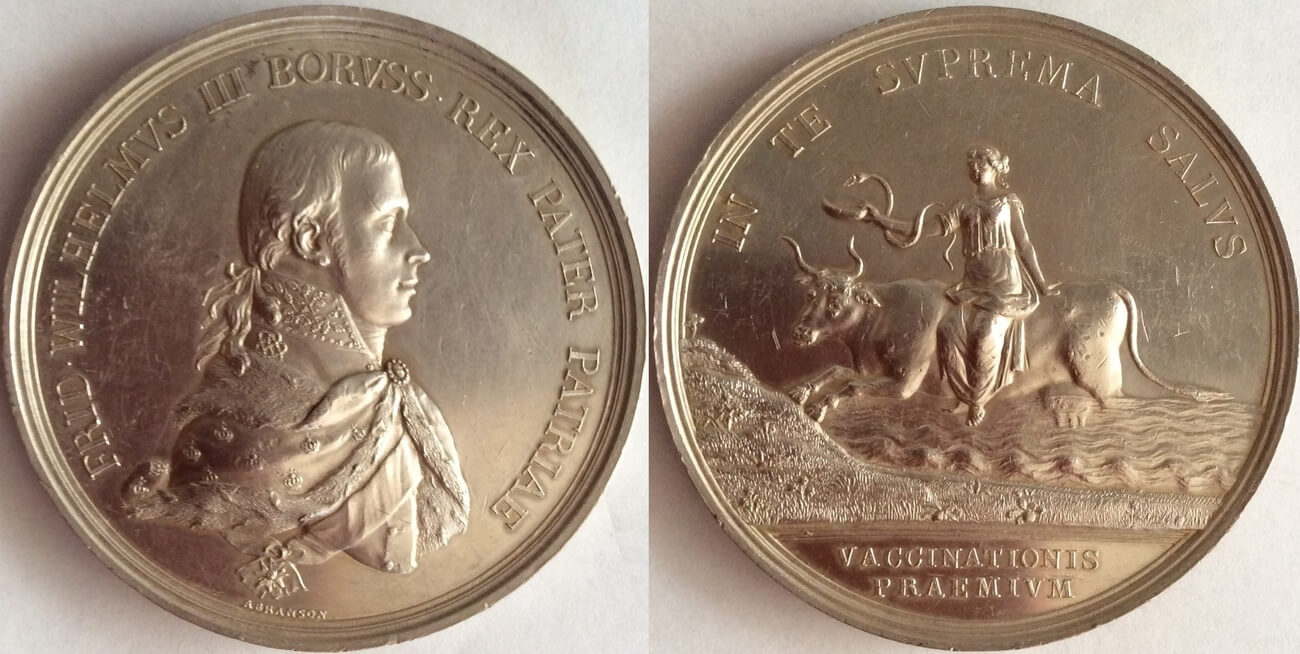 FRID WILHELMVS III BORVSS · REX PATER PATRIAE
ABRAMSON
IN TE SVPREMA SALVS
VACCINATIONIS
PRAEMIVM